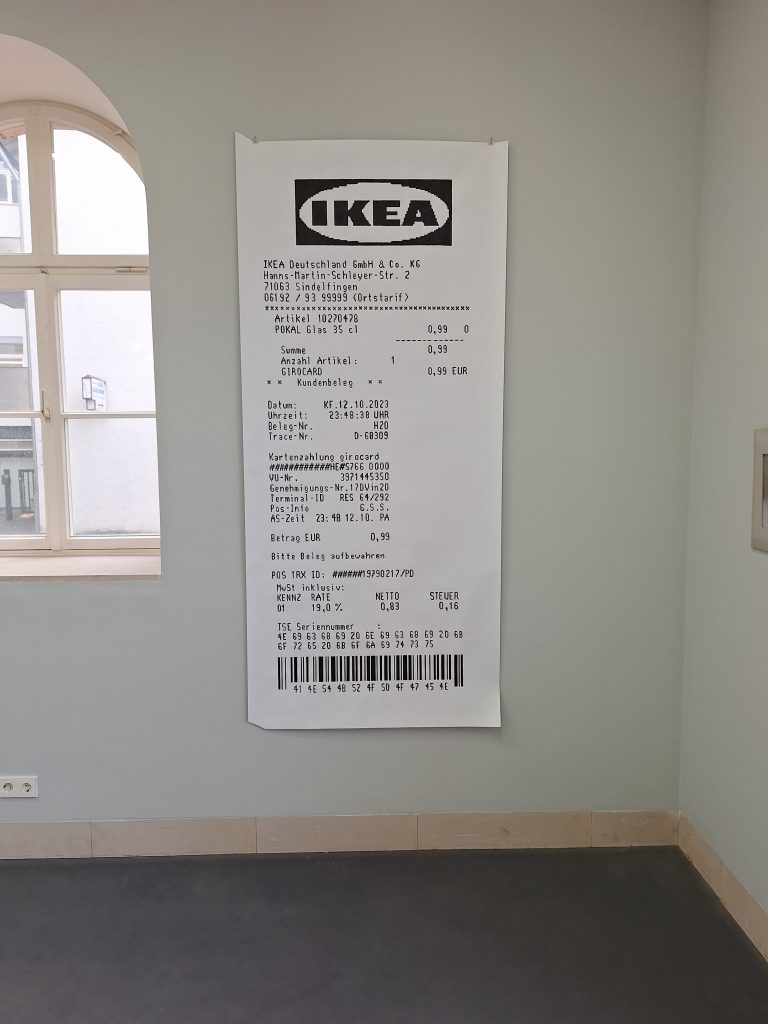 IKEA
IKEA Deutschland GmbH & Co. KG
Hanns-Martin-Schleyer-Str. 2
71063 Sindelfingen
06192 / 93 99999 (Ortstarif)
Artikel 10270478
POKAL Glas 35 cl 0,99 0
Summe 0,99
Anzahl Artikel: 1
GIROCARD 0,99 EUR
* * Kundenbeleg * *
Datum: KF.12.10.2023
Uhrzeit: 23:48:38 UHR
Beleg-Nr. H20
Trace-Nr. D-68309
Kartenzahlung girocard
############HE#5766 0000
VU-Nr. 3971445350
Genehmigungs-Nr.17DVin20
Terminal-ID RES 64/292
Pos-Info G.S.S.
AS-Zeit 23:48 12.10. PA
Betrag EUR 0,99
Bitte Beleg aufbewahren
POS TRX ID: ######1979D217/PD
MwSt inklusiv:
KENNZ RATE NETTO STEUER
01 19,0 % 0,83 0,16
TSE Seriennummer :
4E 69 63 68 69 20 6E 69 63 68 69 20 68
6F 72 65 20 6B 6F 6A 69 74 73 75
41 4E 54 48 52 4F 50 4F 47 45 4E